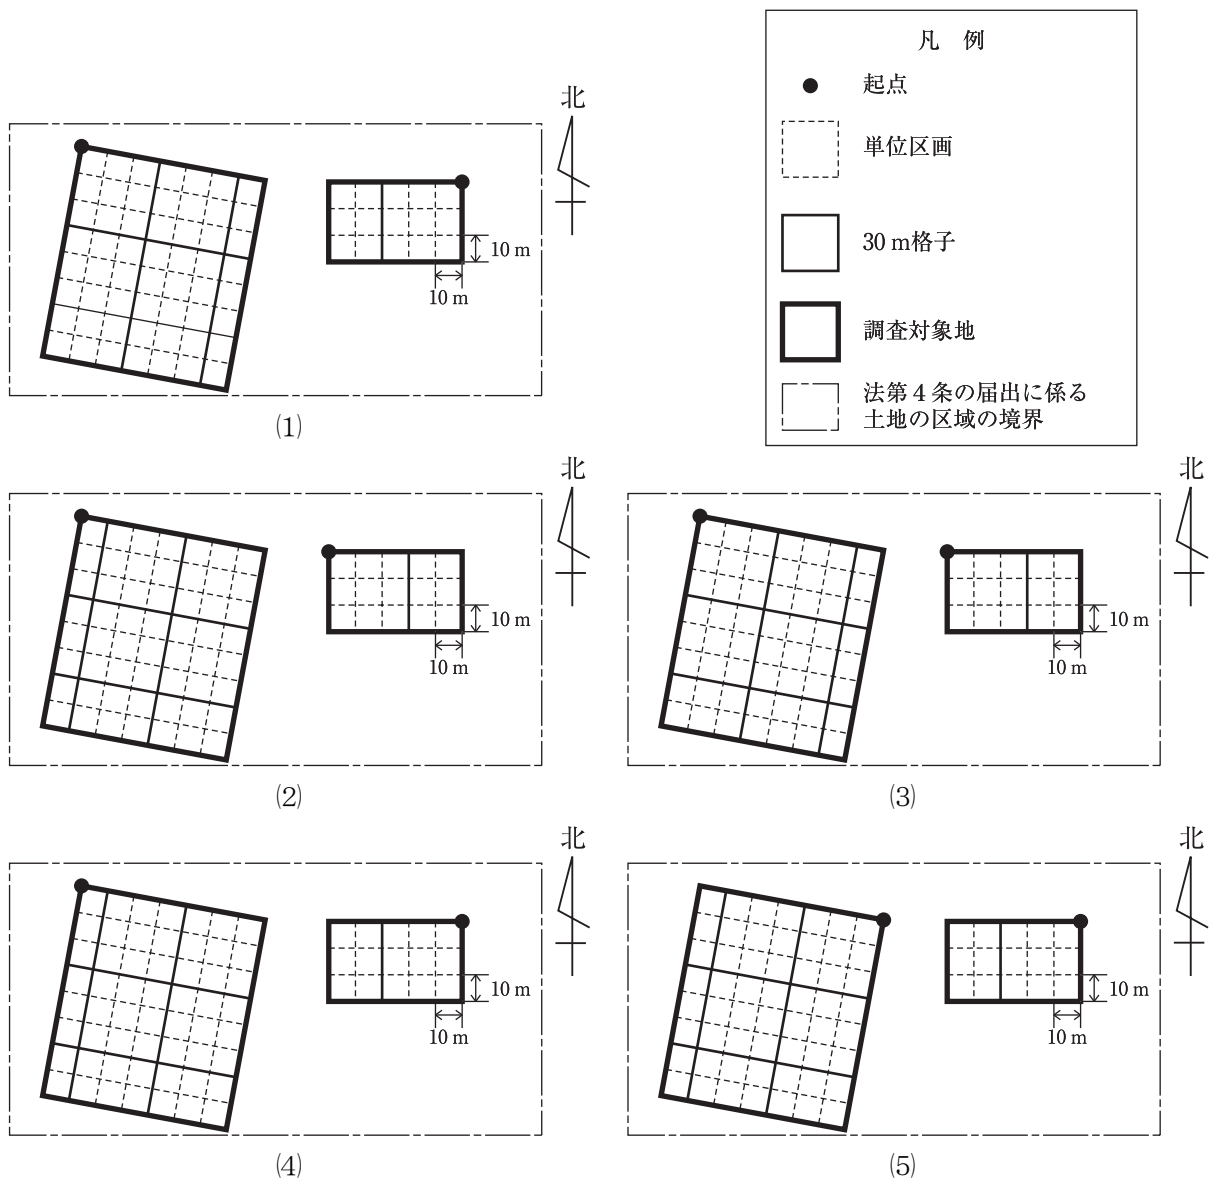 凡　例
起点
単位区画
30 m格子
調査対象地
法第4条の届出に係る
土地の区域の境界
北
10 m
10 m
(1)
北
10 m
10 m
(2)
北
10 m
10 m
(3)
北
10 m
10 m
(4)
北
10 m
10 m
(5)